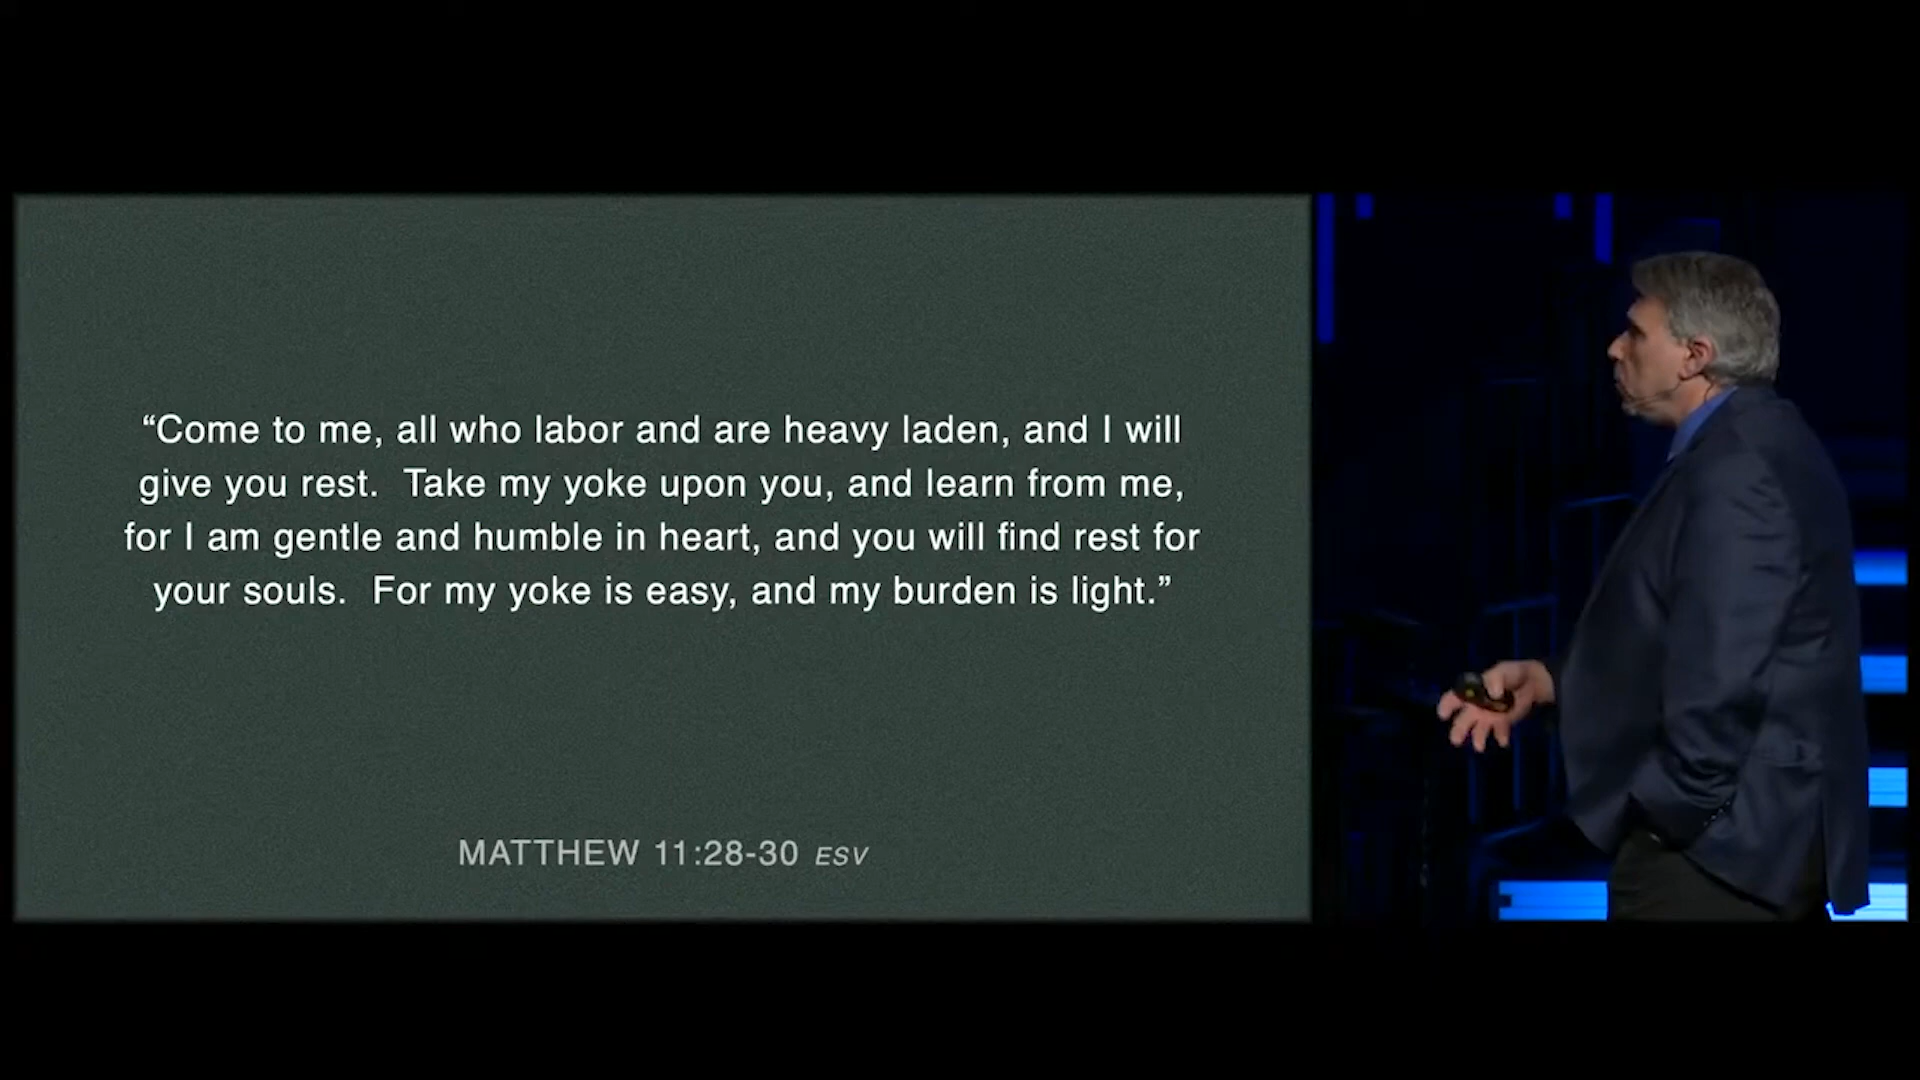 “Come to me, all who labor and are heavy laden, and I will
give you rest.  Take my yoke upon you, and learn from me,
for I am gentle and humble in heart, and you will find rest for
your souls.  For my yoke is easy, and my burden is light.”
MATTHEW 11:28-30 ESV